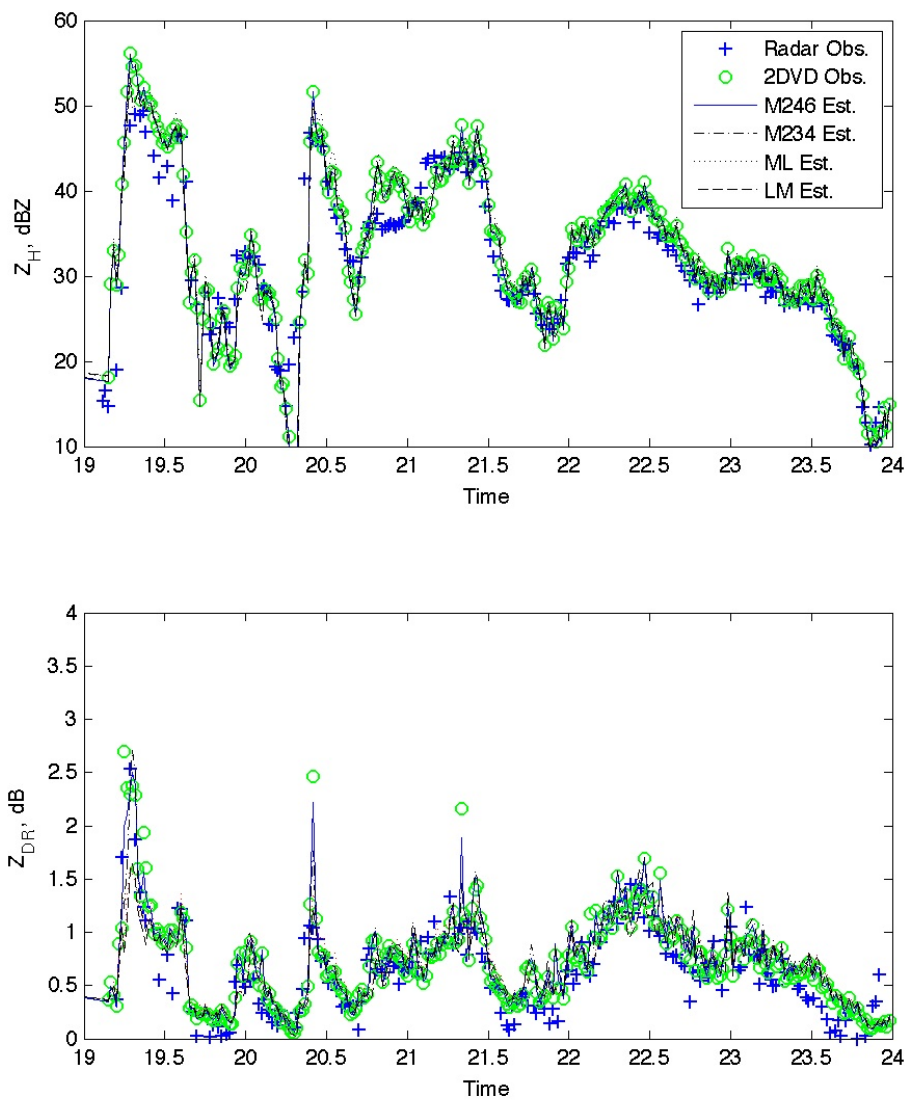 60
50
40
30
20
10
Z_H, dBZ
Radar Obs.
2DVD Obs.
M246 Est.
M234 Est.
ML Est.
LM Est.
19 19.5 20 20.5 21 21.5 22 22.5 23 23.5 24
Time
4
3.5
3
2.5
2
1.5
1
0.5
0
Z_DR, dB
19 19.5 20 20.5 21 21.5 22 22.5 23 23.5 24
Time